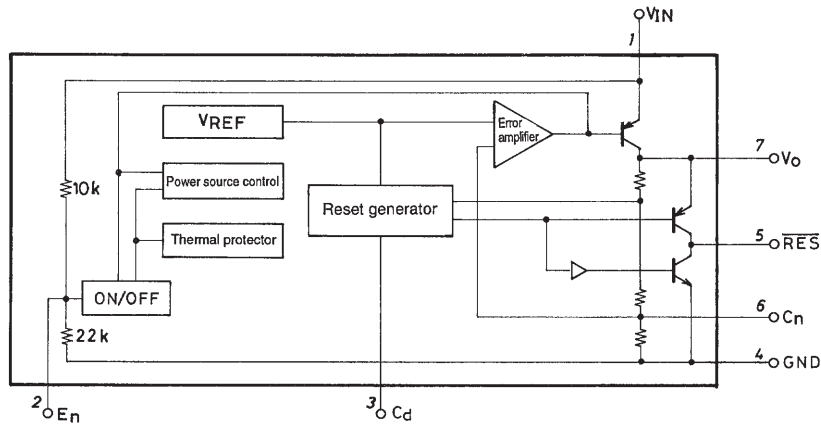 VIN
1
VREF
Error
amplifier
7
Vo
10k
Power source control
Reset generator
Thermal protector
5
RES
ON/OFF
6
Cn
22k
4
GND
2
En
3
Cd